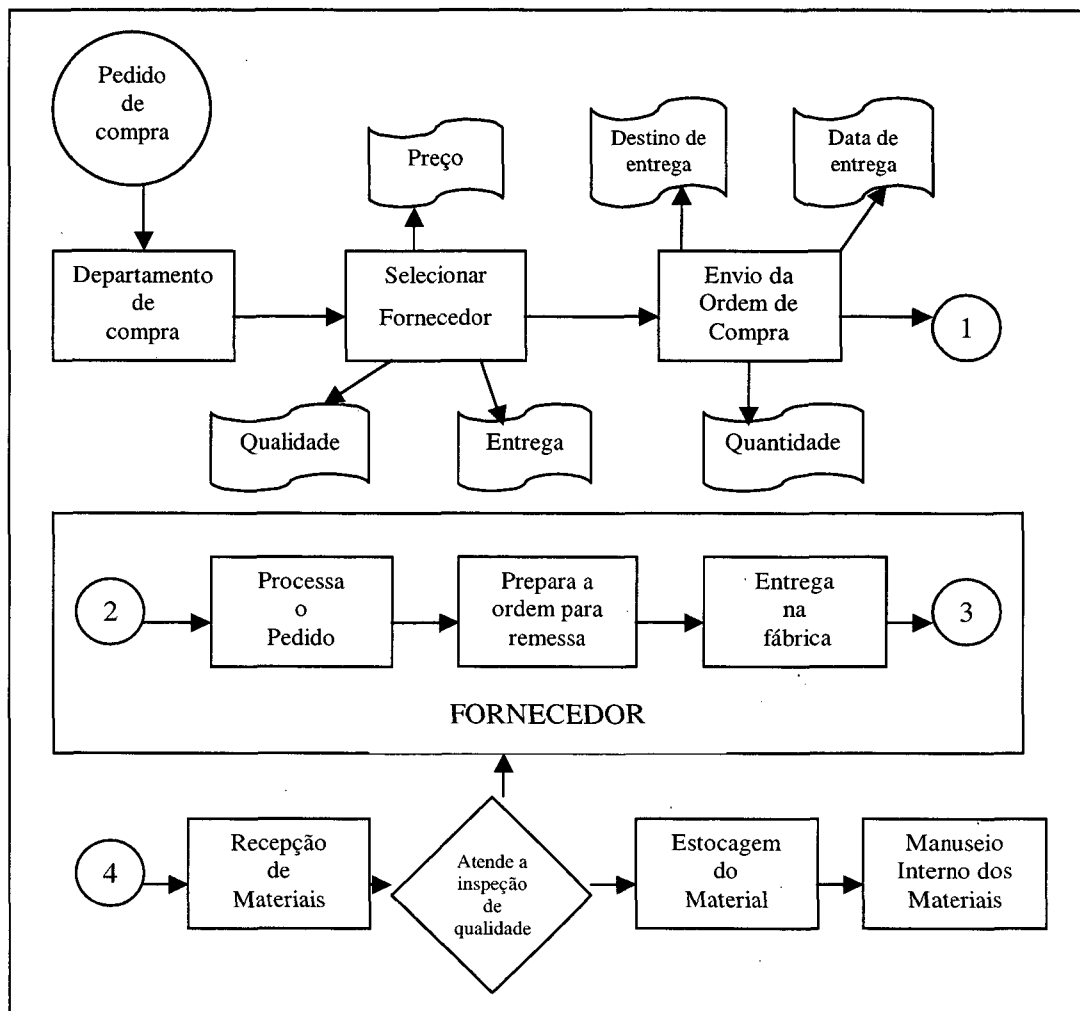 Pedido
de
compra
Preço
Destino de
entrega
Data de
entrega
Departamento
de
compra
Selecionar
Fornecedor
Envio da
Ordem de
Compra
1
Qualidade
Entrega
Quantidade
2
Processa
o
Pedido
Prepara a
ordem para
remessa
Entrega
na
fábrica
3
FORNECEDOR
4
Recepção
de
Materiais
Atende a
inspeção
de
qualidade
Estocagem
do
Material
Manuseio
Interno dos
Materiais